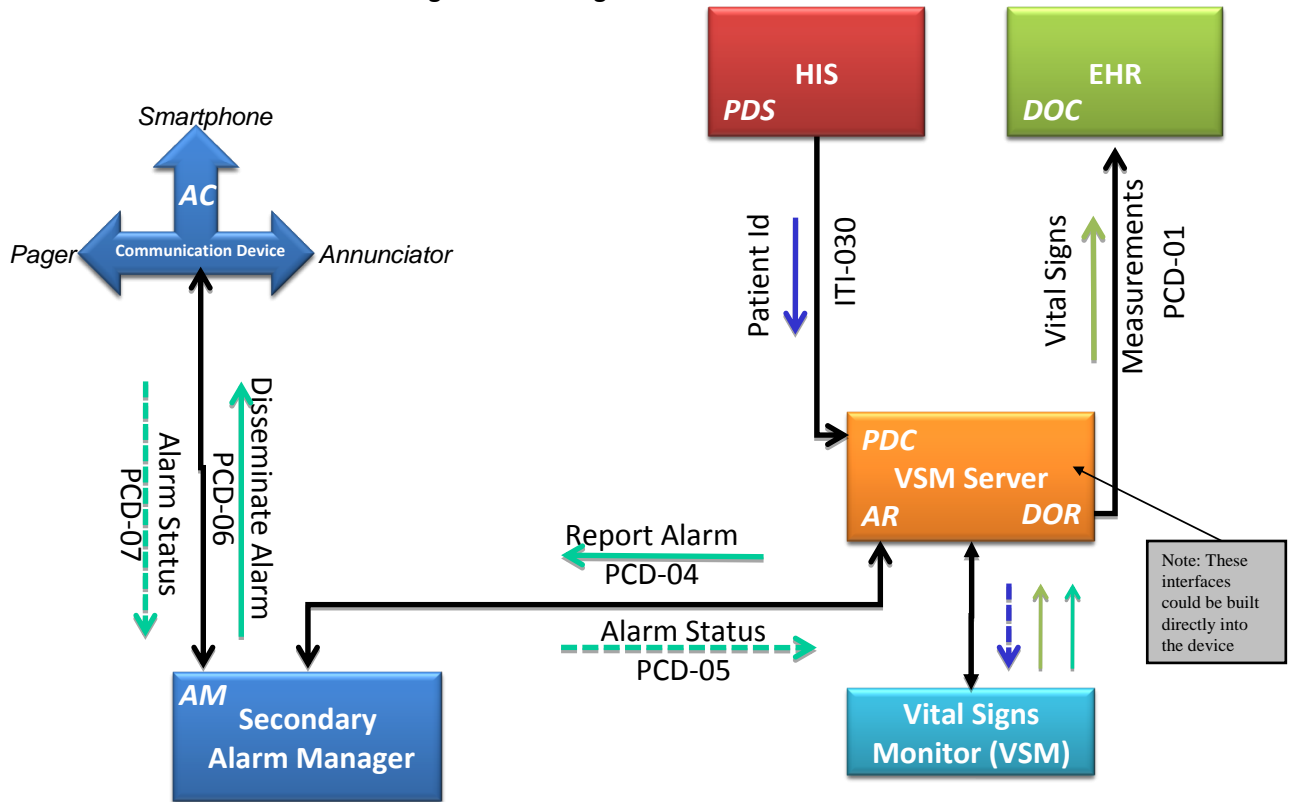 HIS
PDS
EHR
DOC
Smartphone
AC
Pager
Communication Device
Annunciator
Patient Id
ITI-030
Vital Signs
Measurements
PCD-01
Alarm Status
PCD-07
Disseminate Alarm
PCD-06
PDC
VSM Server
AR
DOR
Report Alarm
PCD-04
Alarm Status
PCD-05
Note: These
interfaces
could be built
directly into
the device
AM
Secondary
Alarm Manager
Vital Signs
Monitor (VSM)